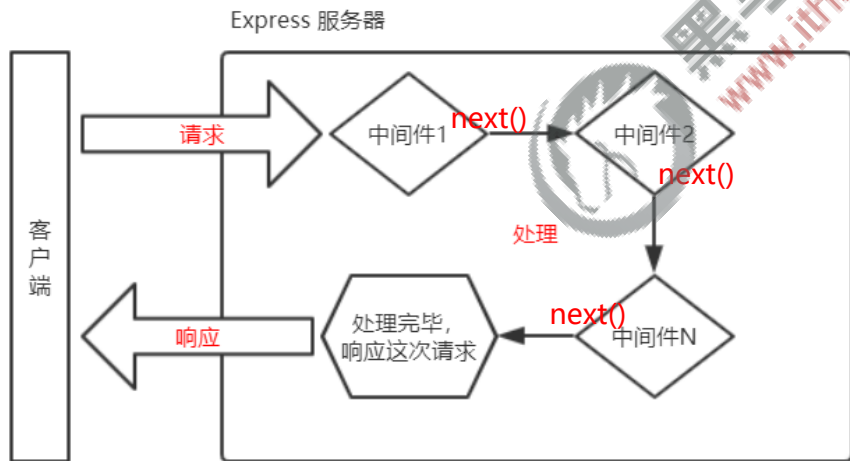 Express 服务器
请求
中间件1
next()
中间件2
next()
处理
客户端
next()
中间件N
处理完毕，
响应这次请求
响应